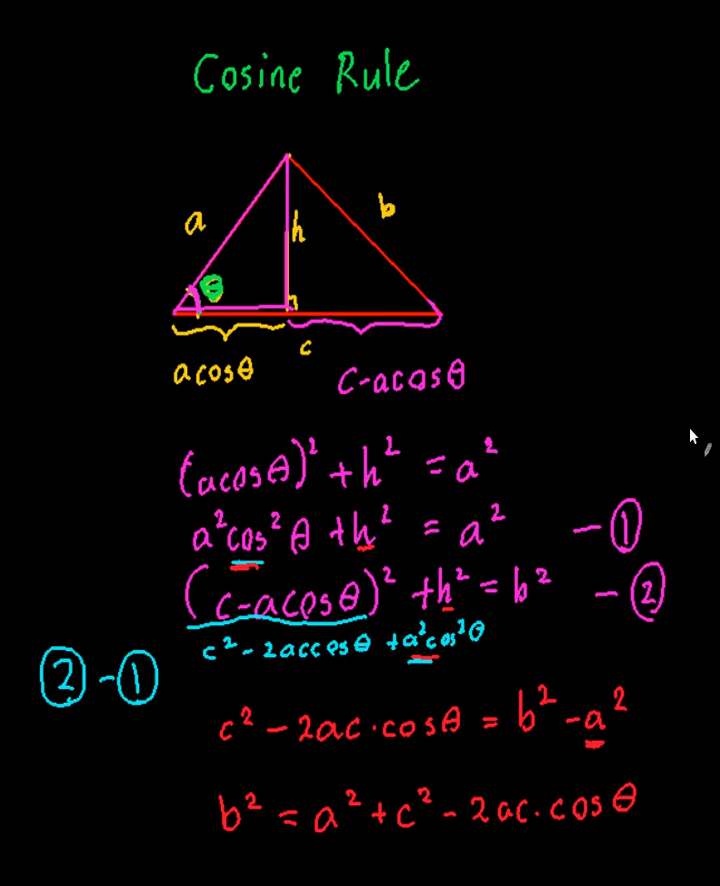 Cosine Rule
a
h
b
θ
c
acosθ
c-acosθ
(acosθ)² + h² = a²
a²cos²θ + h² = a² - ①
(c-acosθ)² + h² = b² - ②
c² - 2accosθ + a²cos²θ
② - ①
c² - 2ac·cosθ = b² - a²
b² = a² + c² - 2ac·cosθ